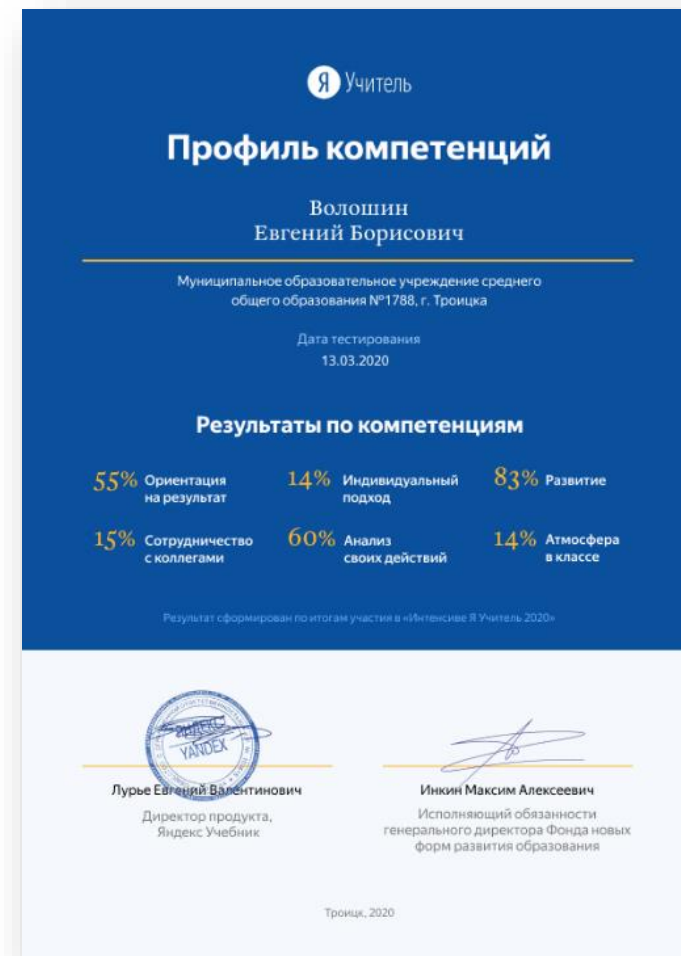 Я Учитель
Профиль компетенций
Волошин
Евгений Борисович
Муниципальное образовательное учреждение среднего
общего образования №1788, г. Троицка
Дата тестирования
13.03.2020
Результаты по компетенциям
55% Ориентация
на результат
14% Индивидуальный
подход
83% Развитие
15% Сотрудничество
с коллегами
60% Анализ
своих действий
14% Атмосфера
в классе
Результат сформирован по итогам участия в «Интенсиве Я Учитель 2020»
ЯНДЕКС
YANDEX
Лурье Евгений Валентинович
Директор продукта,
Яндекс Учебник
Инкин Максим Алексеевич
Исполняющий обязанности
генерального директора Фонда новых
форм развития образования
Троицк, 2020